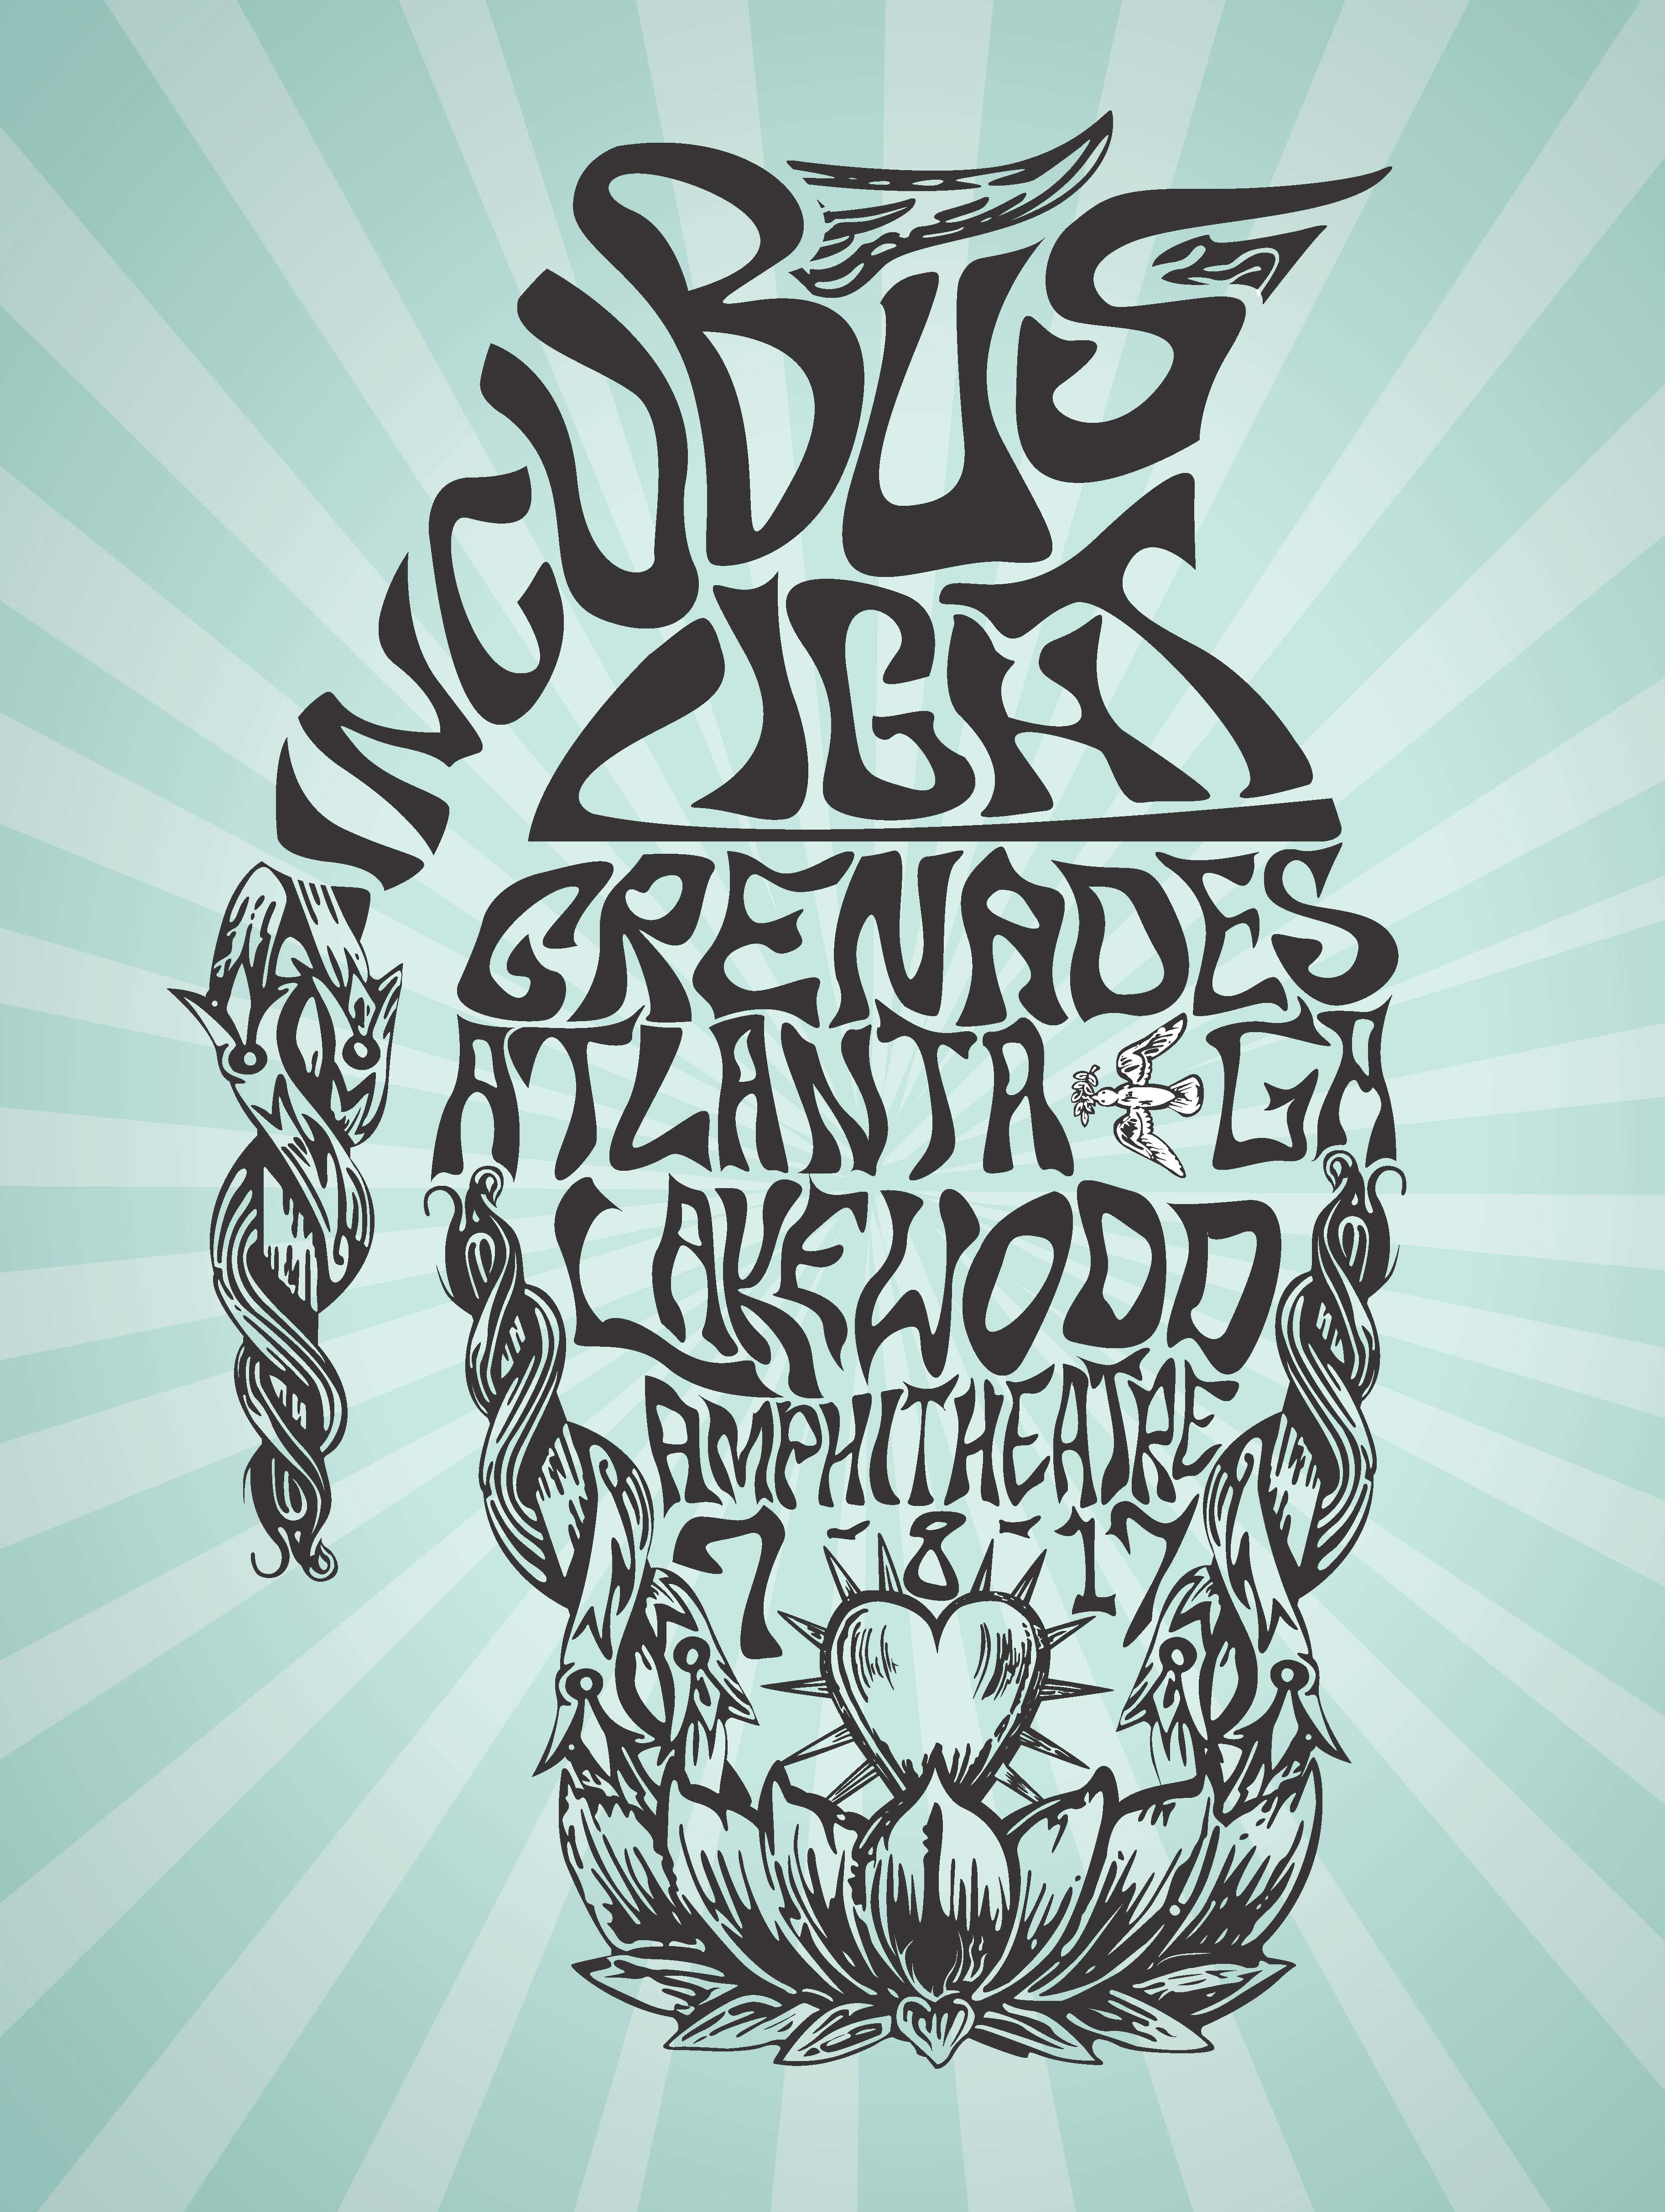 INCUBUS
LIGHT
GRENADES
ATLANTA GA
LAKEWOOD
AMPHITHEATRE
7-8-17